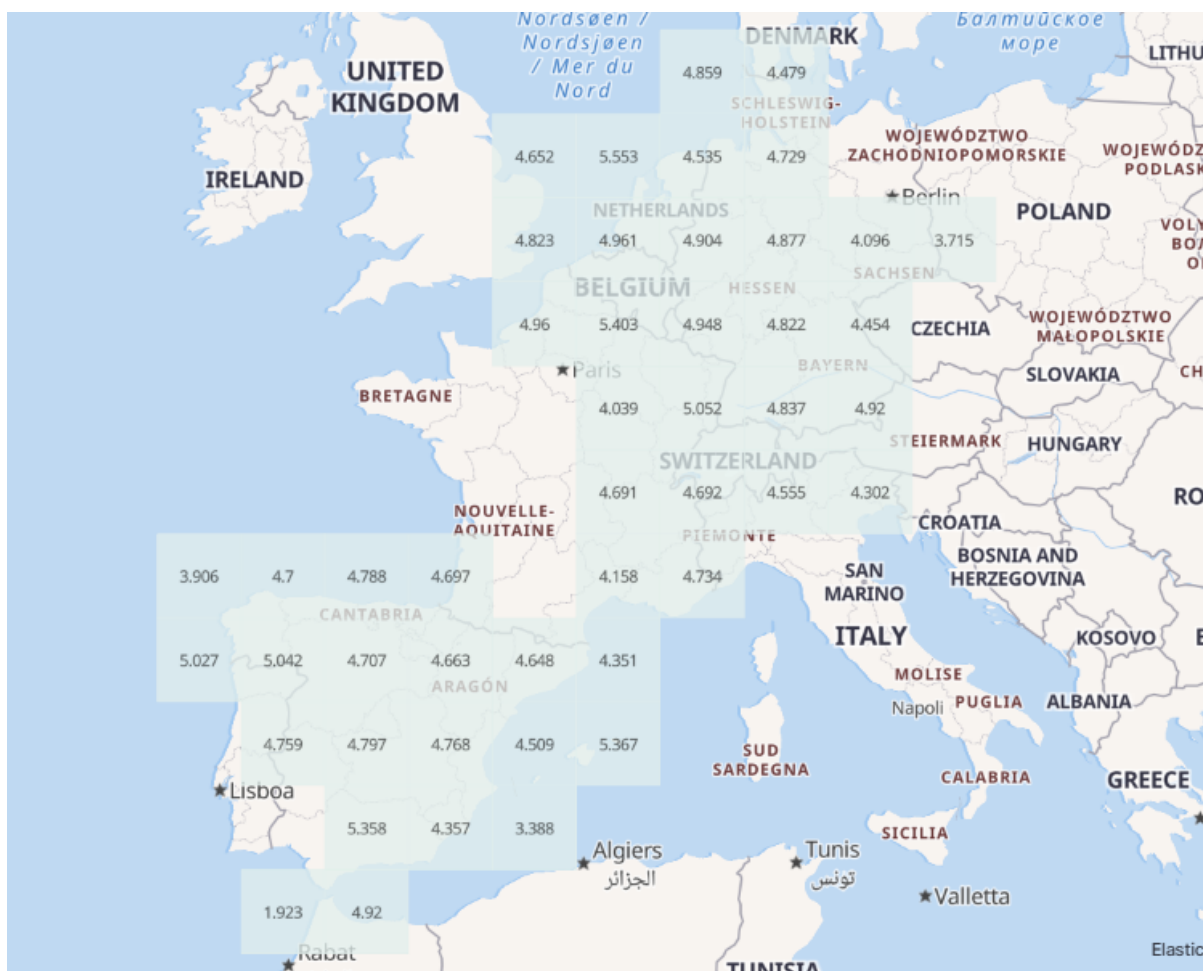 Nordsøen /
Nordsjøen
/ Mer du
Nord
Балтийское
море
DENMARK
LITHU
UNITED
KINGDOM
4.859 4.479
SCHLESWIG-
HOLSTEIN
WOJEWÓDZTWO
ZACHODNIOPOMORSKIE
WOJEWÓDZ
PODLASK
4.652 5.553 4.535 4.729
IRELAND
Berlin
NETHERLANDS
POLAND
VOLY
ВОЛ
О
4.823 4.961 4.904 4.877 4.096 3.715
SACHSEN
BELGIUM
HESSEN
4.96 5.403 4.948 4.822 4.454
CZECHIA
WOJEWÓDZTWO
MAŁOPOLSKIE
Paris
BAYERN
SLOVAKIA
CH
BRETAGNE
4.039 5.052 4.837 4.92
STEIERMARK
HUNGARY
SWITZERLAND
4.691 4.692 4.555 4.302
RO
NOUVELLE-
AQUITAINE
CROATIA
PIEMONTE
BOSNIA AND
HERZEGOVINA
3.906 4.7 4.788 4.697 4.158 4.734
SAN
MARINO
CANTABRIA
ITALY
KOSOVO
5.027 5.042 4.707 4.663 4.648 4.351
ARAGÓN
MOLISE
Napoli
PUGLIA
ALBANIA
4.759 4.797 4.768 4.509 5.367
SUD
SARDEGNA
CALABRIA
GREECE
Lisboa
5.358 4.357 3.388
SICILIA
Algiers
الجزائر
Tunis
تونس
Valletta
1.923 4.92
Rabat
Elastic
TUNISIA